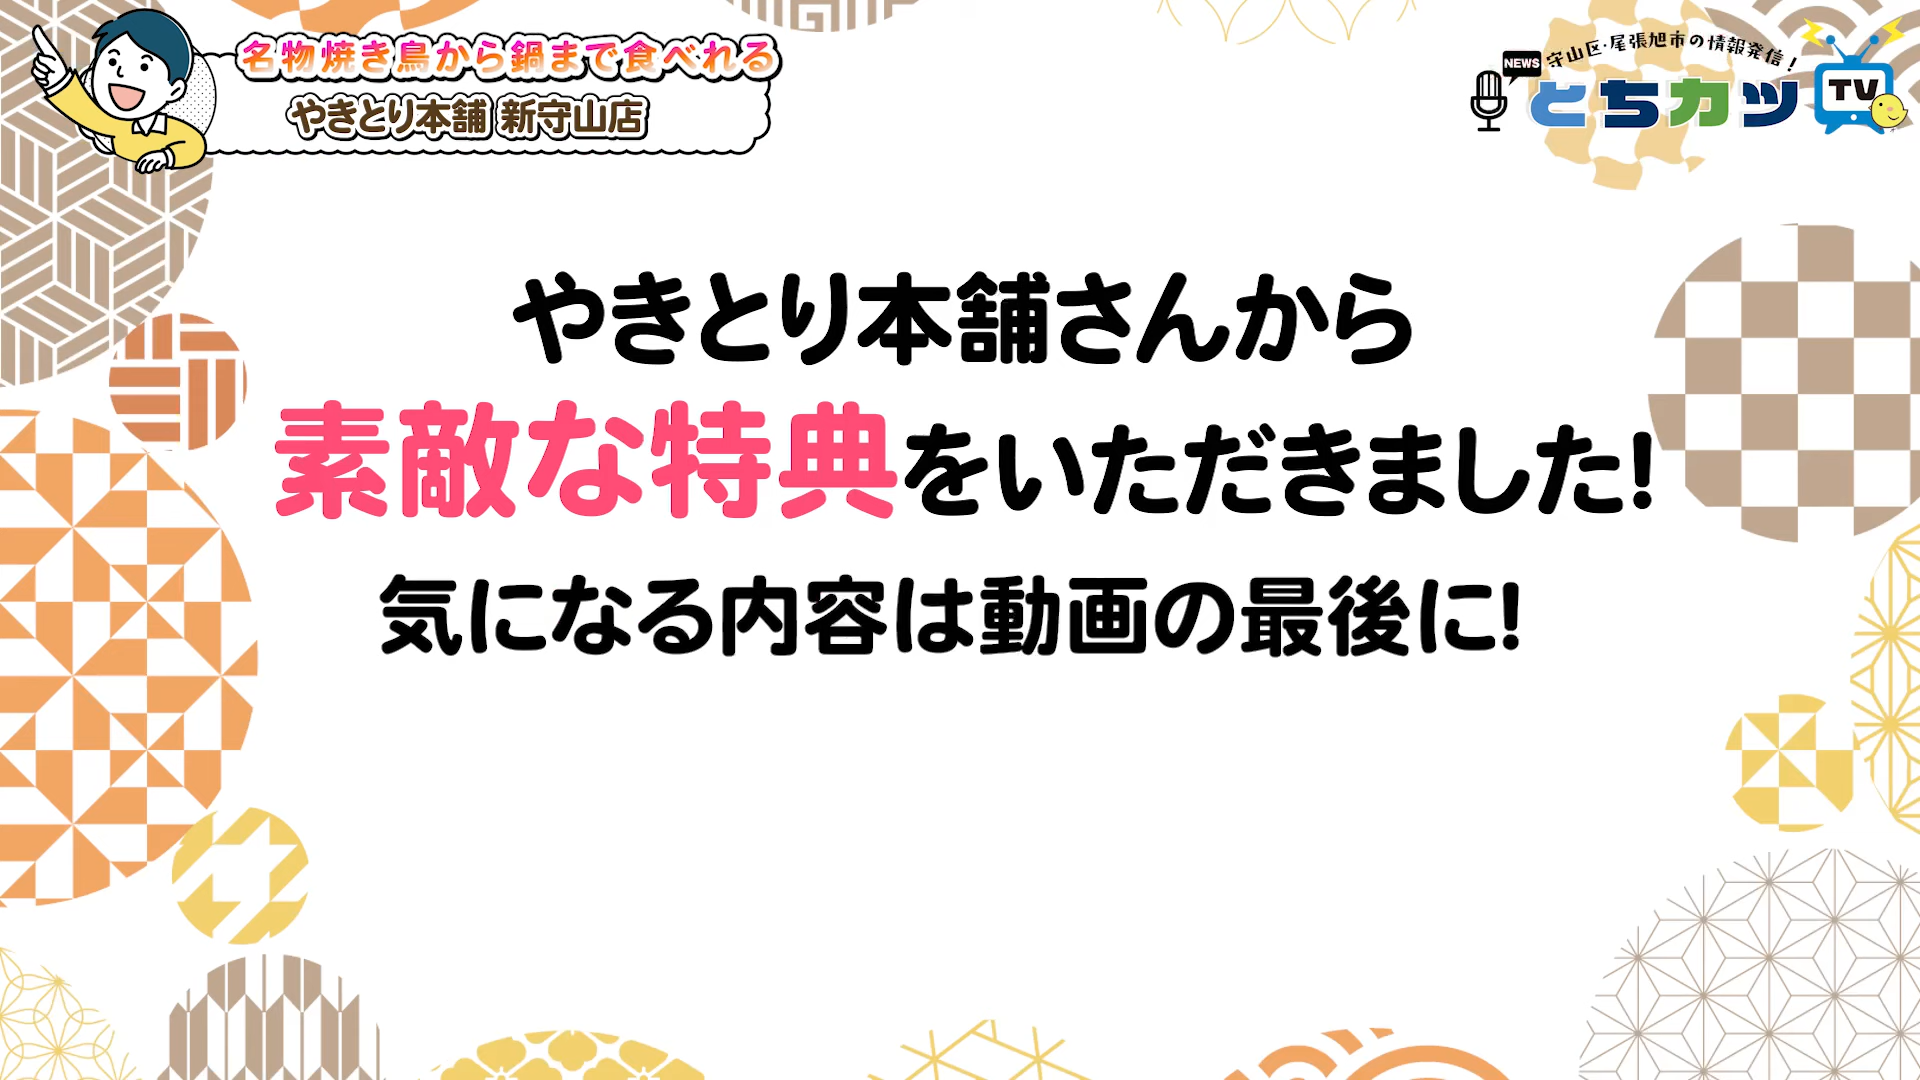 名物焼き鳥から鍋まで食べれる
やきとり本舗 新守山店
NEWS
守山区・尾張旭市の情報発信！
とちカツ
TV
やきとり本舗さんから
素敵な特典をいただきました！
気になる内容は動画の最後に！